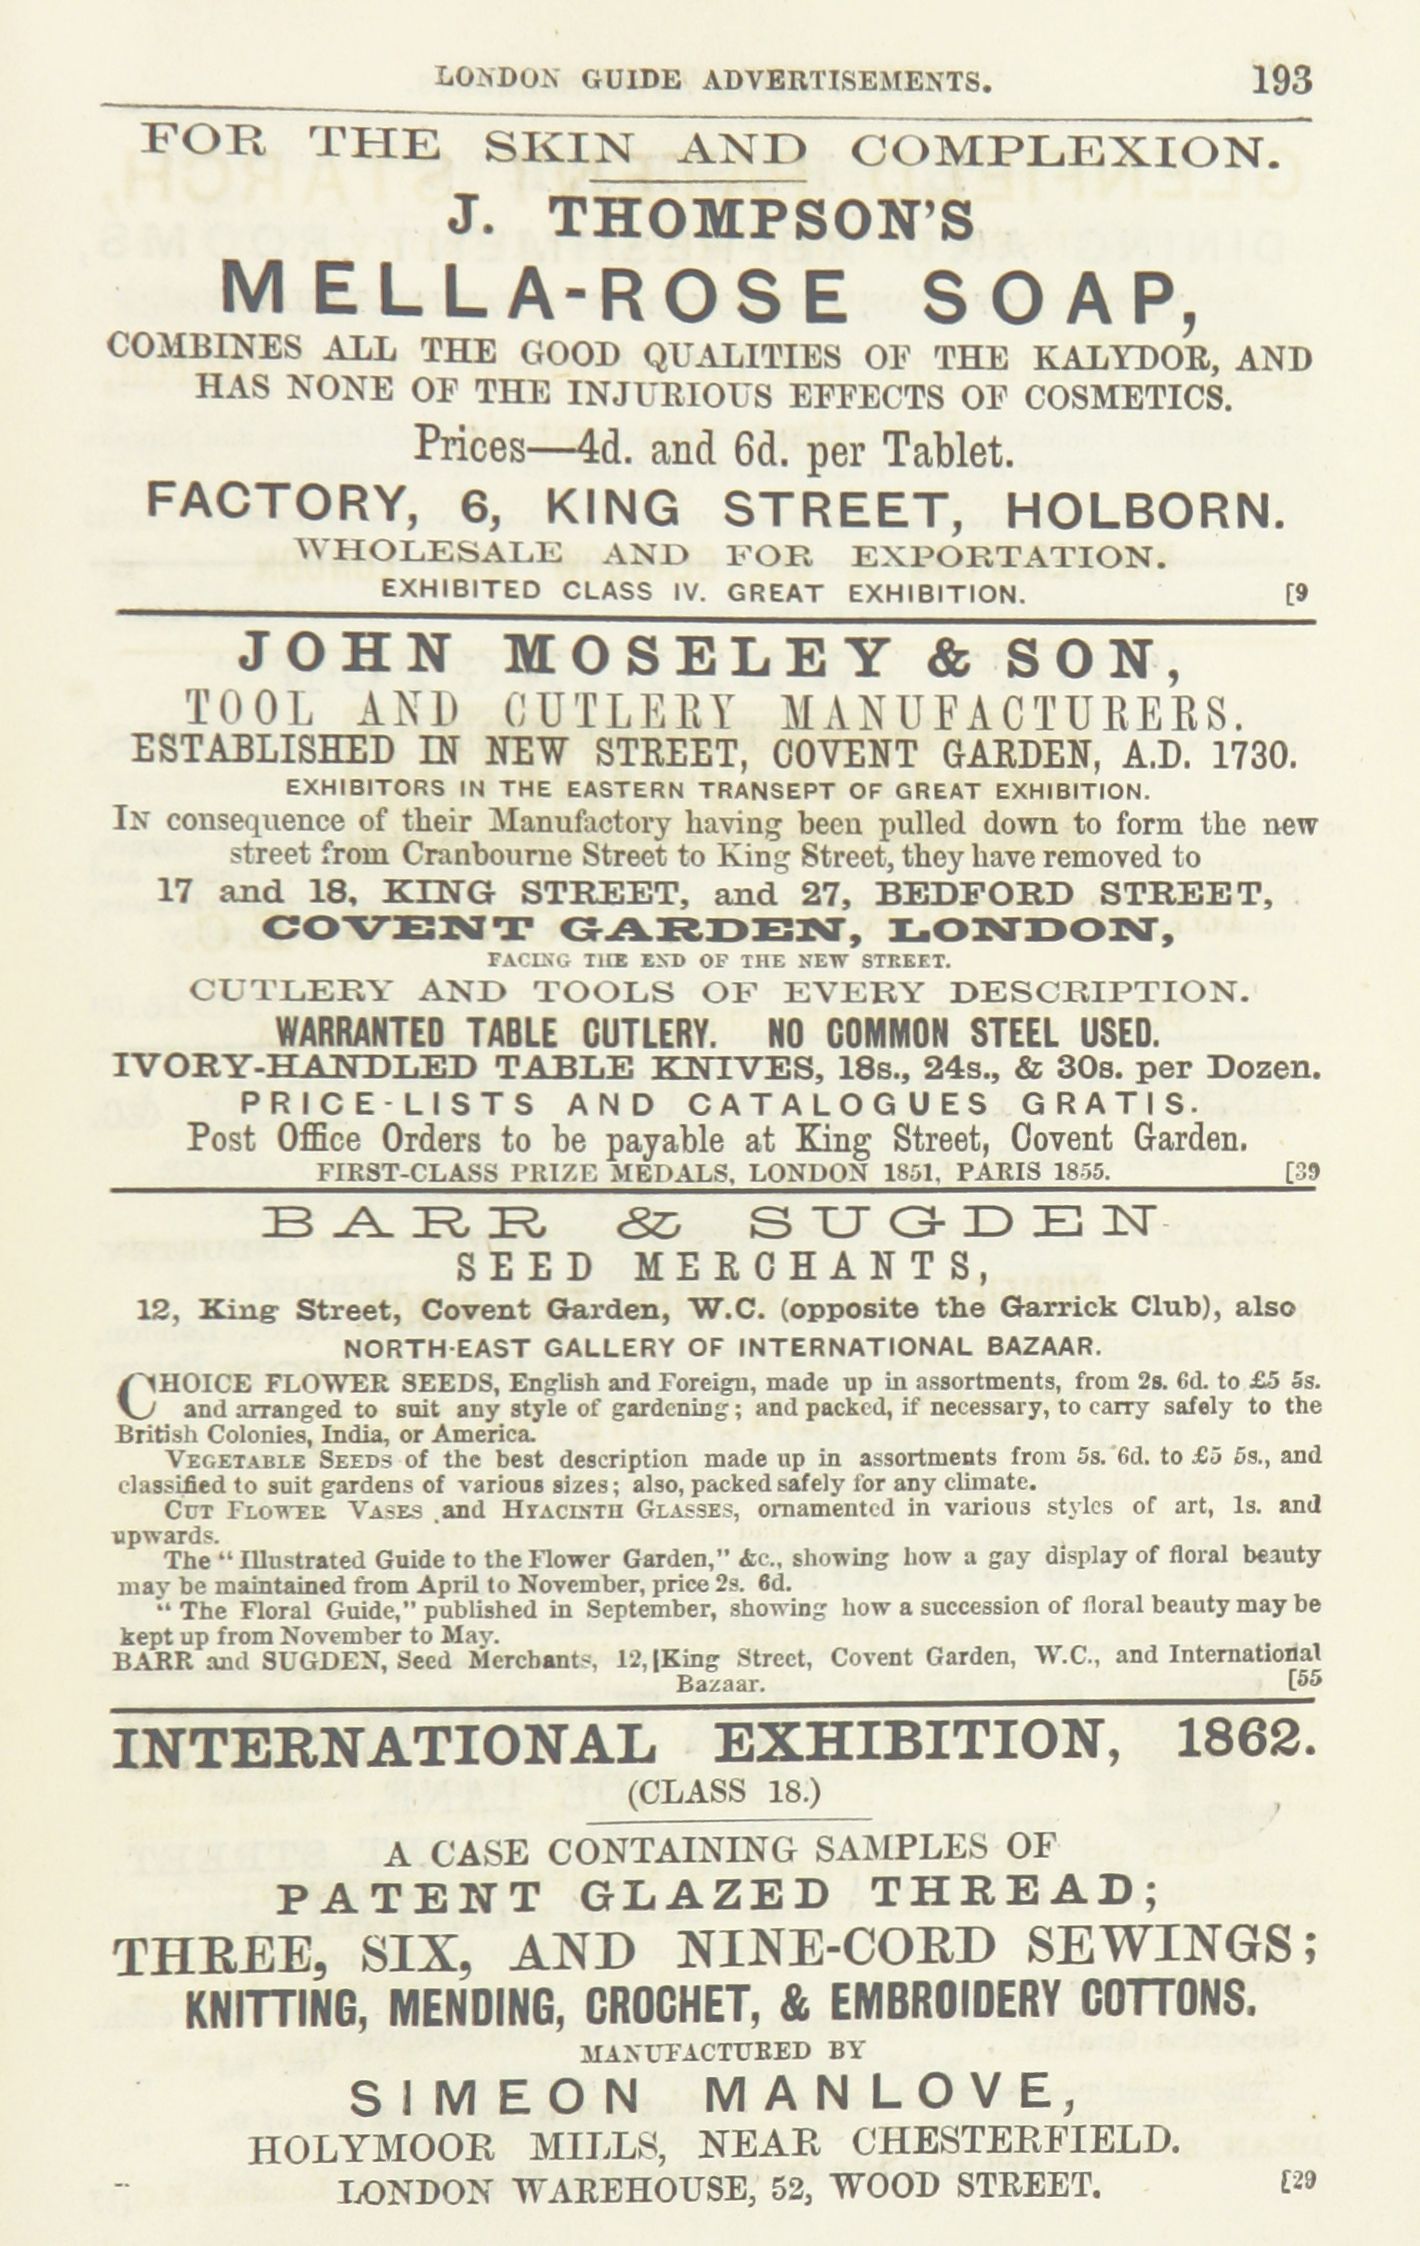 LONDON GUIDE ADVERTISEMENTS. 193
FOR THE SKIN AND COMPLEXION.
J. THOMPSON'S
MELLA-ROSE SOAP,
COMBINES ALL THE GOOD QUALITIES OF THE KALYDOR, AND
HAS NONE OF THE INJURIOUS EFFECTS OF COSMETICS.
Prices—4d. and 6d. per Tablet.
FACTORY, 6, KING STREET, HOLBORN.
WHOLESALE AND FOR EXPORTATION.
EXHIBITED CLASS IV. GREAT EXHIBITION. [9
JOHN MOSELEY & SON,
TOOL AND CUTLERY MANUFACTURERS.
ESTABLISHED IN NEW STREET, COVENT GARDEN, A.D. 1730.
EXHIBITORS IN THE EASTERN TRANSEPT OF GREAT EXHIBITION.
IN consequence of their Manufactory having been pulled down to form the new
street from Cranbourne Street to King Street, they have removed to
17 and 18, KING STREET, and 27, BEDFORD STREET,
COVENT GARDEN, LONDON,
FACING THE END OF THE NEW STREET.
CUTLERY AND TOOLS OF EVERY DESCRIPTION.
WARRANTED TABLE CUTLERY. NO COMMON STEEL USED.
IVORY-HANDLED TABLE KNIVES, 18s., 24s., & 30s. per Dozen.
PRICE-LISTS AND CATALOGUES GRATIS.
Post Office Orders to be payable at King Street, Covent Garden.
FIRST-CLASS PRIZE MEDALS, LONDON 1851, PARIS 1855. [39
BARR & SUGDEN
SEED MERCHANTS,
12, King Street, Covent Garden, W.C. (opposite the Garrick Club), also
NORTH-EAST GALLERY OF INTERNATIONAL BAZAAR.
CHOICE FLOWER SEEDS, English and Foreign, made up in assortments, from 2s. 6d. to £5 5s.
and arranged to suit any style of gardening; and packed, if necessary, to carry safely to the
British Colonies, India, or America.
VEGETABLE SEEDS of the best description made up in assortments from 5s. 6d. to £5 5s., and
classified to suit gardens of various sizes; also, packed safely for any climate.
CUT FLOWER VASES and HYACINTH GLASSES, ornamented in various styles of art, 1s. and
upwards.
The "Illustrated Guide to the Flower Garden," &c., showing how a gay display of floral beauty
may be maintained from April to November, price 2s. 6d.
"The Floral Guide," published in September, showing how a succession of floral beauty may be
kept up from November to May.
BARR and SUGDEN, Seed Merchants, 12, King Street, Covent Garden, W.C., and International
Bazaar. [55
INTERNATIONAL EXHIBITION, 1862.
(CLASS 18.)
A CASE CONTAINING SAMPLES OF
PATENT GLAZED THREAD;
THREE, SIX, AND NINE-CORD SEWINGS;
KNITTING, MENDING, CROCHET, & EMBROIDERY COTTONS.
MANUFACTURED BY
SIMEON MANLOVE,
HOLYMOOR MILLS, NEAR CHESTERFIELD.
LONDON WAREHOUSE, 52, WOOD STREET. [29